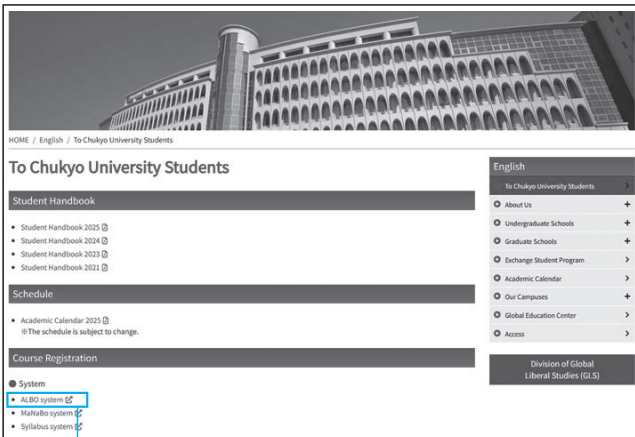 HOME / English / To Chukyo University Students
To Chukyo University Students
Student Handbook
Student Handbook 2025
Student Handbook 2024
Student Handbook 2023
Student Handbook 2021
Schedule
Academic Calendar 2025
※The schedule is subject to change.
Course Registration
System
ALBO system
MaNaBo system
Syllabus system
English
To Chukyo University Students
About Us
Undergraduate Schools
Graduate Schools
Exchange Student Program
Academic Calendar
Our Campuses
Global Education Center
Access
Division of Global
Liberal Studies (GLS)